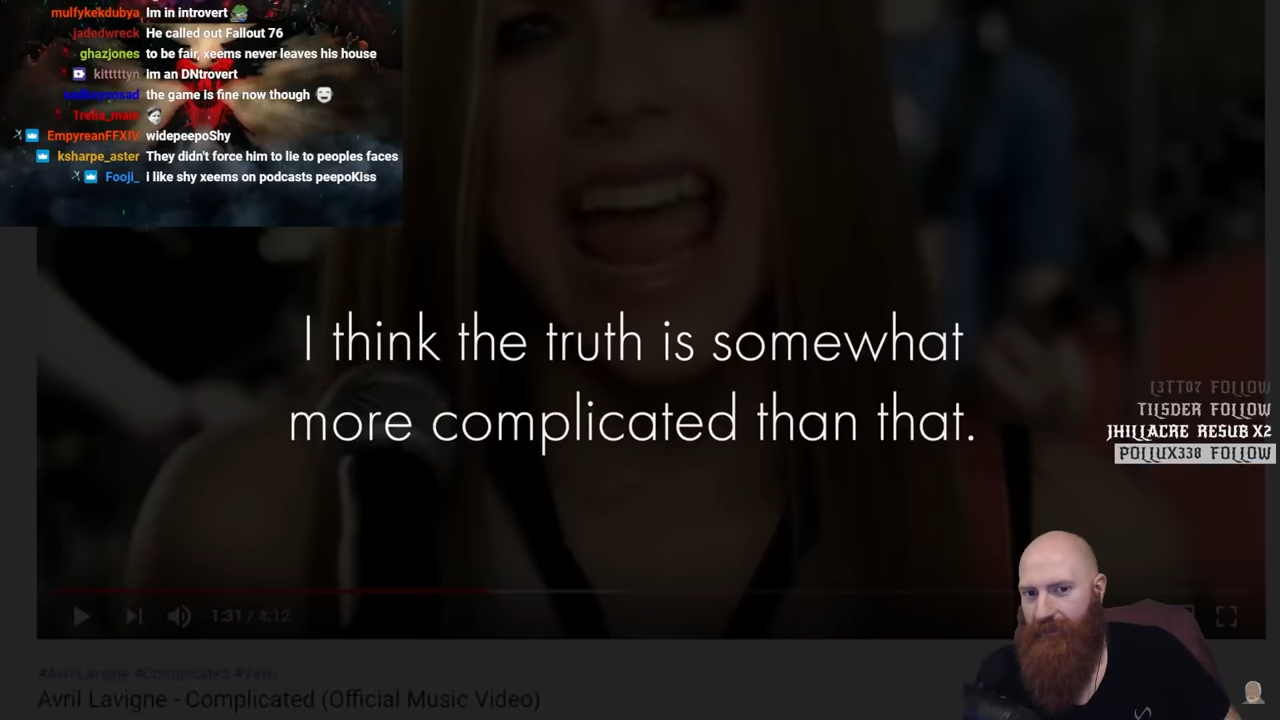 mulfykekdubya Im in introvert
jadedwreck He called out Fallout 76
ghazjones to be fair, xeems never leaves his house
kitttttyn im an DNtrovert
the game is fine now though
1relia_main
EmpyreanFFXIV widepeepoShy
ksharpe_aster They didn't force him to lie to peoples faces
Fooji_ i like shy xeems on podcasts peepoKiss
I think the truth is somewhat
more complicated than that.
I3TT07 FOLLOW
TILSDER FOLLOW
JHILLACRE RESUB X2
POLLUX338 FOLLOW
1:31 / 4:12
#AvrilLavigne #Complicated #Vevo
Avril Lavigne - Complicated (Official Music Video)